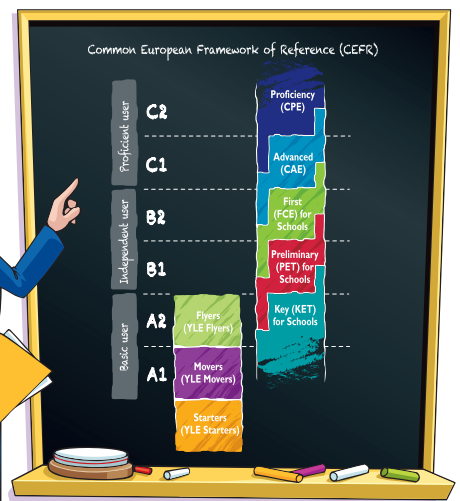 Common European Framework of Reference (CEFR)
Proficient user
C2
Proficiency
(CPE)
C1
Advanced
(CAE)
Independent user
B2
First
(FCE) for
Schools
B1
Preliminary
(PET) for
Schools
Basic user
A2
Flyers
(YLE Flyers)
Key (KET)
for Schools
A1
Movers
(YLE Movers)
Starters
(YLE Starters)